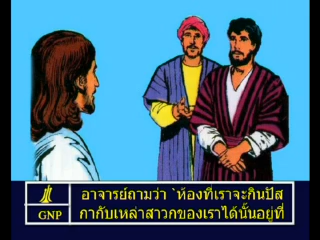 อาจารย์ถามว่า `ห้องที่เราจะกินปัส
กากับเหล่าสาวกของเราได้นั้นอยู่ที่
GNP